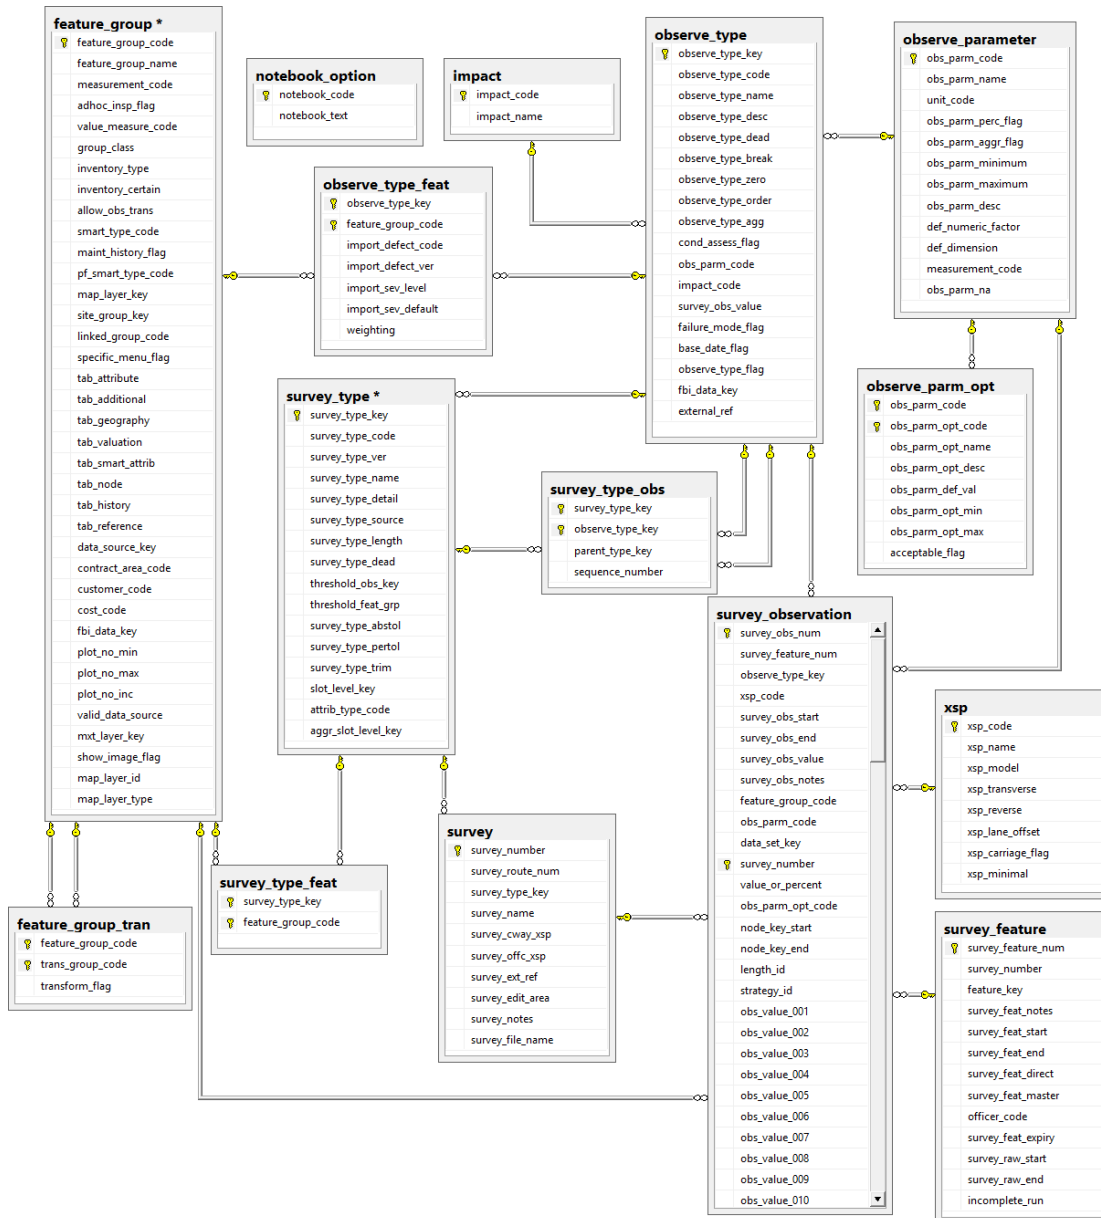 feature_group *
feature_group_code
feature_group_name
measurement_code
adhoc_insp_flag
value_measure_code
group_class
inventory_type
inventory_certain
allow_obs_trans
smart_type_code
maint_history_flag
pf_smart_type_code
map_layer_key
site_group_key
linked_group_code
specific_menu_flag
tab_attribute
tab_additional
tab_geography
tab_valuation
tab_smart_attrib
tab_node
tab_history
tab_reference
data_source_key
contract_area_code
customer_code
cost_code
fbi_data_key
plot_no_min
plot_no_max
plot_no_inc
valid_data_source
mxt_layer_key
show_image_flag
map_layer_id
map_layer_type
notebook_option
notebook_code
notebook_text
impact
impact_code
impact_name
observe_type
observe_type_key
observe_type_code
observe_type_name
observe_type_desc
observe_type_dead
observe_type_break
observe_type_zero
observe_type_order
observe_type_agg
cond_assess_flag
obs_parm_code
impact_code
survey_obs_value
failure_mode_flag
base_date_flag
observe_type_flag
fbi_data_key
external_ref
observe_parameter
obs_parm_code
obs_parm_name
unit_code
obs_parm_perc_flag
obs_parm_aggr_flag
obs_parm_minimum
obs_parm_maximum
obs_parm_desc
def_numeric_factor
def_dimension
measurement_code
obs_parm_na
observe_type_feat
observe_type_key
feature_group_code
import_defect_code
import_defect_ver
import_sev_level
import_sev_default
weighting
survey_type *
survey_type_key
survey_type_code
survey_type_ver
survey_type_name
survey_type_detail
survey_type_source
survey_type_length
survey_type_dead
threshold_obs_key
threshold_feat_grp
survey_type_abstol
survey_type_pertol
survey_type_trim
slot_level_key
attrib_type_code
aggr_slot_level_key
observe_parm_opt
obs_parm_code
obs_parm_opt_code
obs_parm_opt_name
obs_parm_opt_desc
obs_parm_def_val
obs_parm_opt_min
obs_parm_opt_max
acceptable_flag
survey_type_obs
survey_type_key
observe_type_key
parent_type_key
sequence_number
survey_observation
survey_obs_num
survey_feature_num
observe_type_key
xsp_code
survey_obs_start
survey_obs_end
survey_obs_value
survey_obs_notes
feature_group_code
obs_parm_code
data_set_key
survey_number
value_or_percent
obs_parm_opt_code
node_key_start
node_key_end
length_id
strategy_id
obs_value_001
obs_value_002
obs_value_003
obs_value_004
obs_value_005
obs_value_006
obs_value_007
obs_value_008
obs_value_009
obs_value_010
xsp
xsp_code
xsp_name
xsp_model
xsp_transverse
xsp_reverse
xsp_lane_offset
xsp_carriage_flag
xsp_minimal
survey
survey_number
survey_route_num
survey_type_key
survey_name
survey_cway_xsp
survey_offc_xsp
survey_ext_ref
survey_edit_area
survey_notes
survey_file_name
survey_type_feat
survey_type_key
feature_group_code
feature_group_tran
feature_group_code
trans_group_code
transform_flag
survey_feature
survey_feature_num
survey_number
feature_key
survey_feat_notes
survey_feat_start
survey_feat_end
survey_feat_direct
survey_feat_master
officer_code
survey_feat_expiry
survey_raw_start
survey_raw_end
incomplete_run